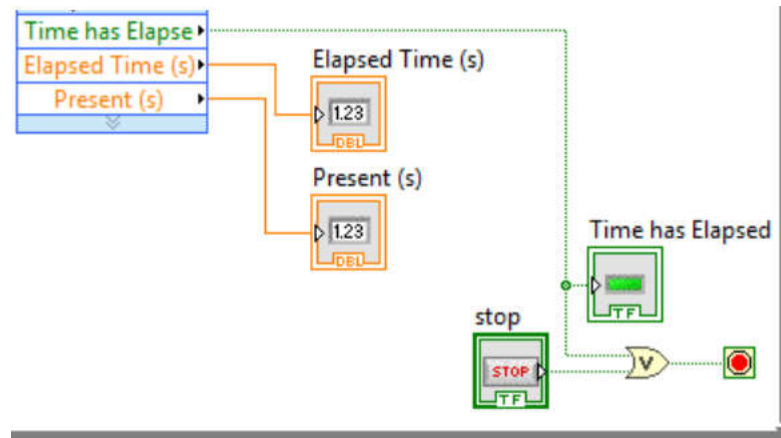 Time has Elapse
Elapsed Time (s)
Present (s)
Elapsed Time (s)
1.23
DBL
Present (s)
1.23
DBL
Time has Elapsed
TF
stop
STOP
TF
V